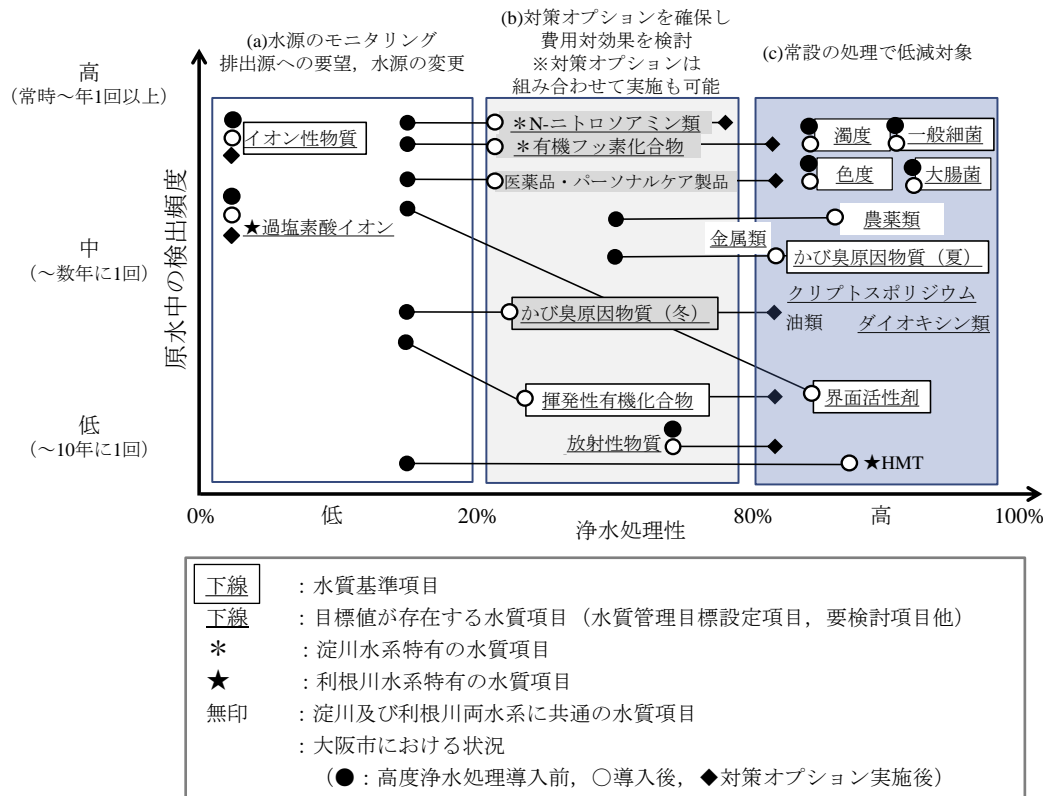 (a)水源のモニタリング
排出源への要望，水源の変更
(b)対策オプションを確保し
費用対効果を検討
※対策オプションは
組み合わせて実施も可能
(c)常設の処理で低減対象
原水中の検出頻度
高
（常時～年1回以上）
中
（～数年に1回）
低
（～10年に1回）
イオン性物質
★過塩素酸イオン
＊N-ニトロソアミン類
＊有機フッ素化合物
医薬品・パーソナルケア製品
かび臭原因物質（冬）
揮発性有機化合物
放射性物質
濁度
一般細菌
色度
大腸菌
農薬類
金属類
かび臭原因物質（夏）
クリプトスポリジウム
油類 ダイオキシン類
界面活性剤
★HMT
0% 低 20% 浄水処理性 80% 高 100%
下線 ：水質基準項目
下線 ：目標値が存在する水質項目（水質管理目標設定項目，要検討項目他）
＊ ：淀川水系特有の水質項目
★ ：利根川水系特有の水質項目
無印 ：淀川及び利根川両水系に共通の水質項目
：大阪市における状況
（●：高度浄水処理導入前，○導入後，◆対策オプション実施後）